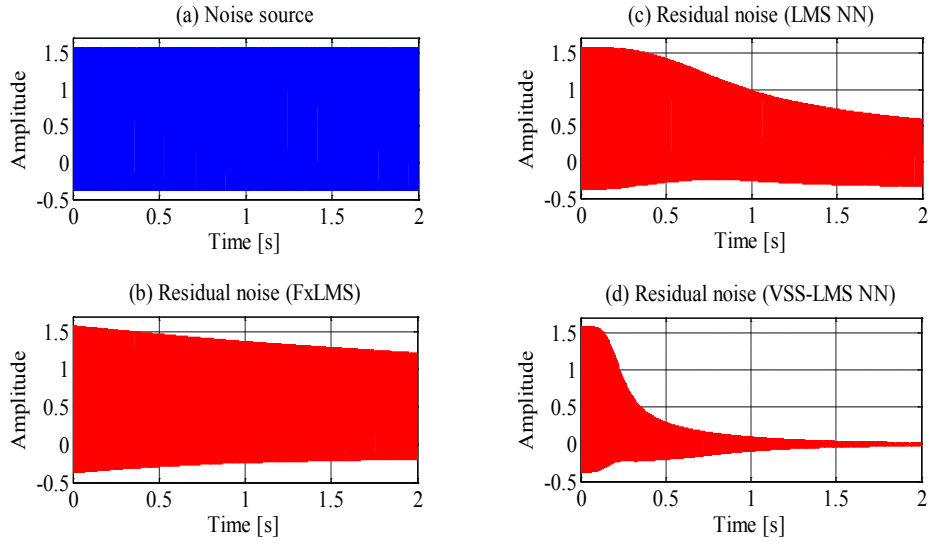 (a) Noise source
Amplitude
1.5
1
0.5
0
-0.5
0 0.5 1 1.5 2
Time [s]
(c) Residual noise (LMS NN)
Amplitude
1.5
1
0.5
0
-0.5
0 0.5 1 1.5 2
Time [s]
(b) Residual noise (FxLMS)
Amplitude
1.5
1
0.5
0
-0.5
0 0.5 1 1.5 2
Time [s]
(d) Residual noise (VSS-LMS NN)
Amplitude
1.5
1
0.5
0
-0.5
0 0.5 1 1.5 2
Time [s]